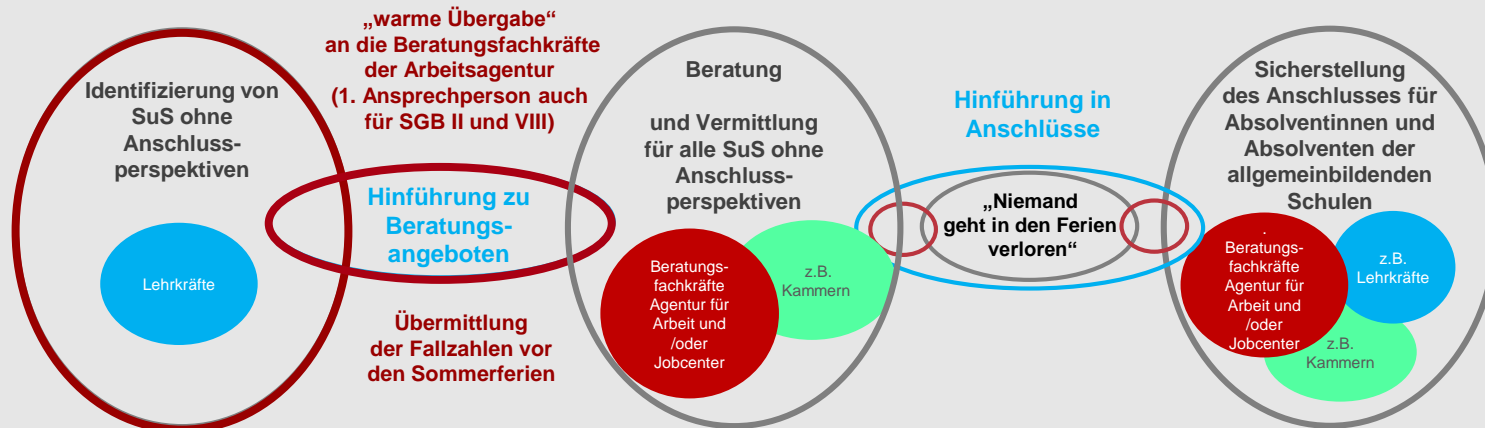 Identifizierung von
SuS ohne
Anschluss-
perspektiven
Lehrkräfte
„warme Übergabe“
an die Beratungsfachkräfte
der Arbeitsagentur
(1. Ansprechperson auch
für SGB II und VIII)
Hinführung zu
Beratungs-
angeboten
Übermittlung
der Fallzahlen vor
den Sommerferien
Beratung
und Vermittlung
für alle SuS ohne
Anschluss-
perspektiven
Beratungs-
fachkräfte
Agentur für
Arbeit und
/oder
Jobcenter
z.B.
Kammern
Hinführung in
Anschlüsse
„Niemand
geht in den Ferien
verloren“
Sicherstellung
des Anschlusses für
Absolventinnen und
Absolventen der
allgemeinbildenden
Schulen
.
Beratungs-
fachkräfte
Agentur für
Arbeit und
/oder
Jobcenter
z.B.
Lehrkräfte
z.B.
Kammern